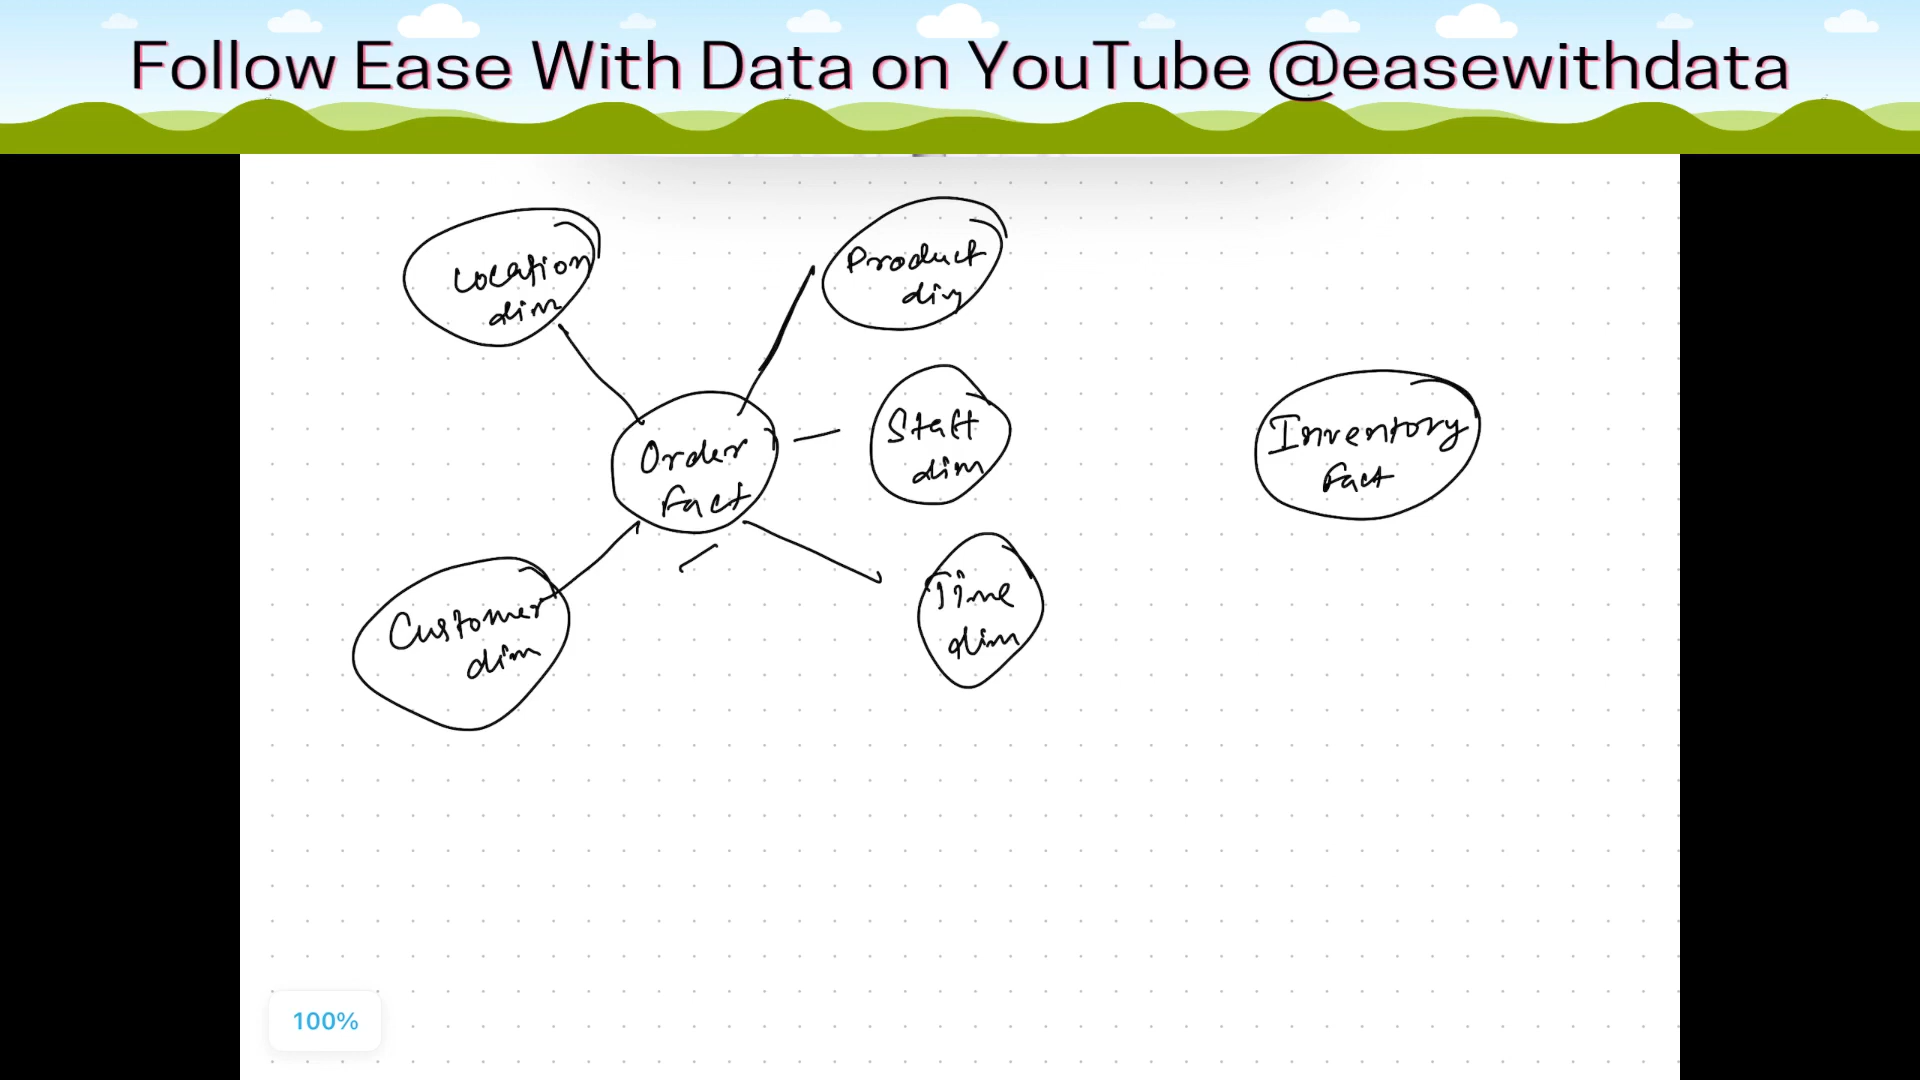 Follow Ease With Data on YouTube @easewithdata
Location
dim
Product
dim
Order
fact
Staff
dim
Inventory
fact
Customer
dim
Time
dim
100%